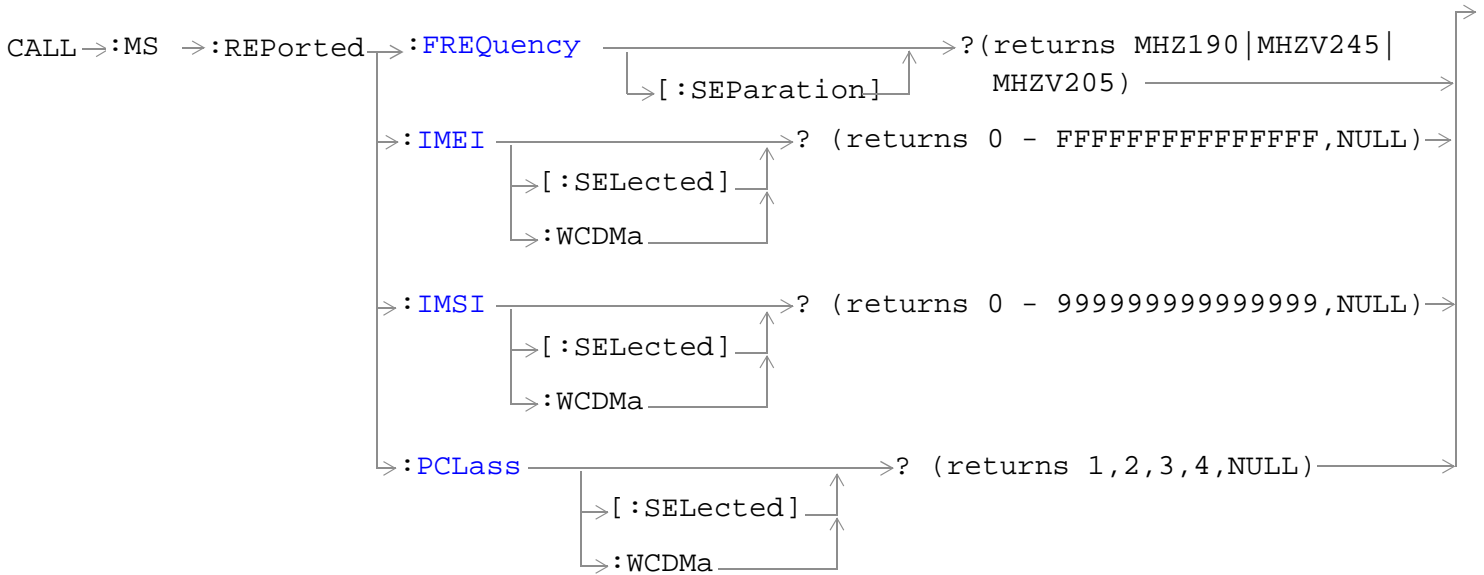 CALL :MS :REPorted :FREQuency ?(returns MHZ190|MHZV245|
[:SEParation] MHZV205)
:IMEI ? (returns 0 - FFFFFFFFFFFFFFF,NULL)
[:SELected]
:WCDMa
:IMSI ? (returns 0 - 999999999999999,NULL)
[:SELected]
:WCDMa
:PCLass ? (returns 1,2,3,4,NULL)
[:SELected]
:WCDMa